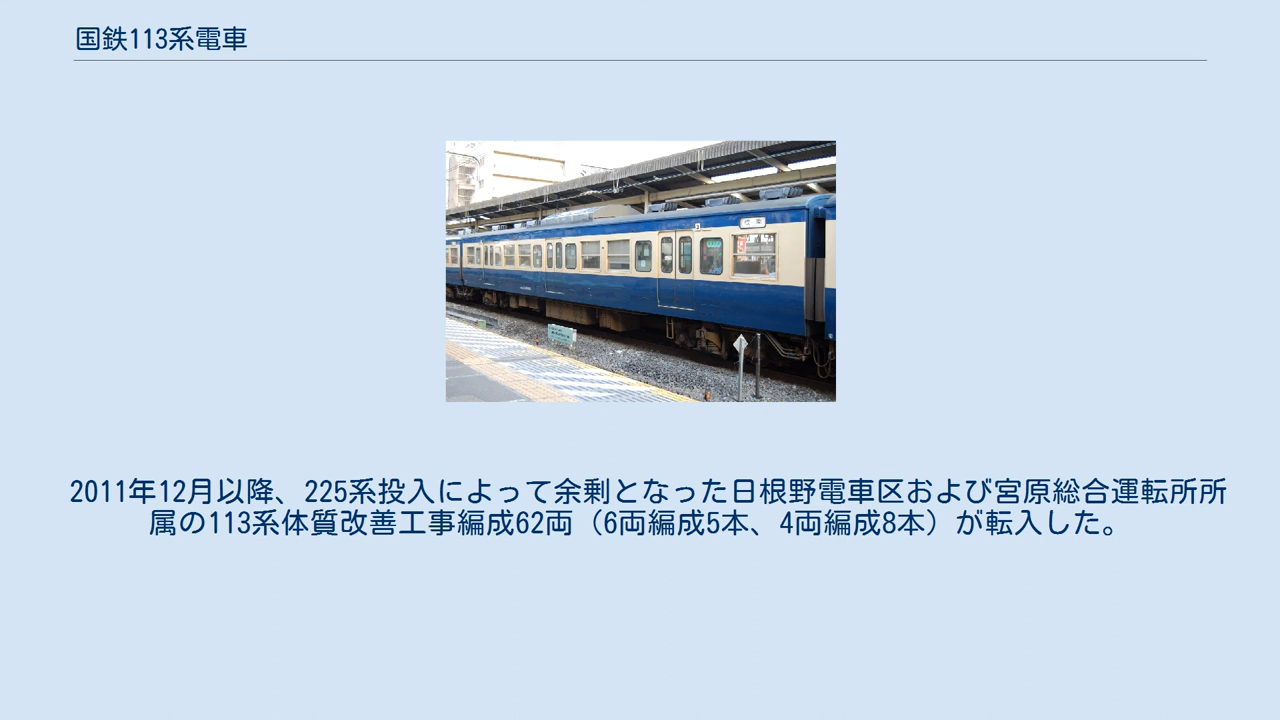 国鉄113系電車
2011年12月以降、225系投入によって余剰となった日根野電車区および宮原総合運転所所
属の113系体質改善工事編成62両（6両編成5本、4両編成8本）が転入した。